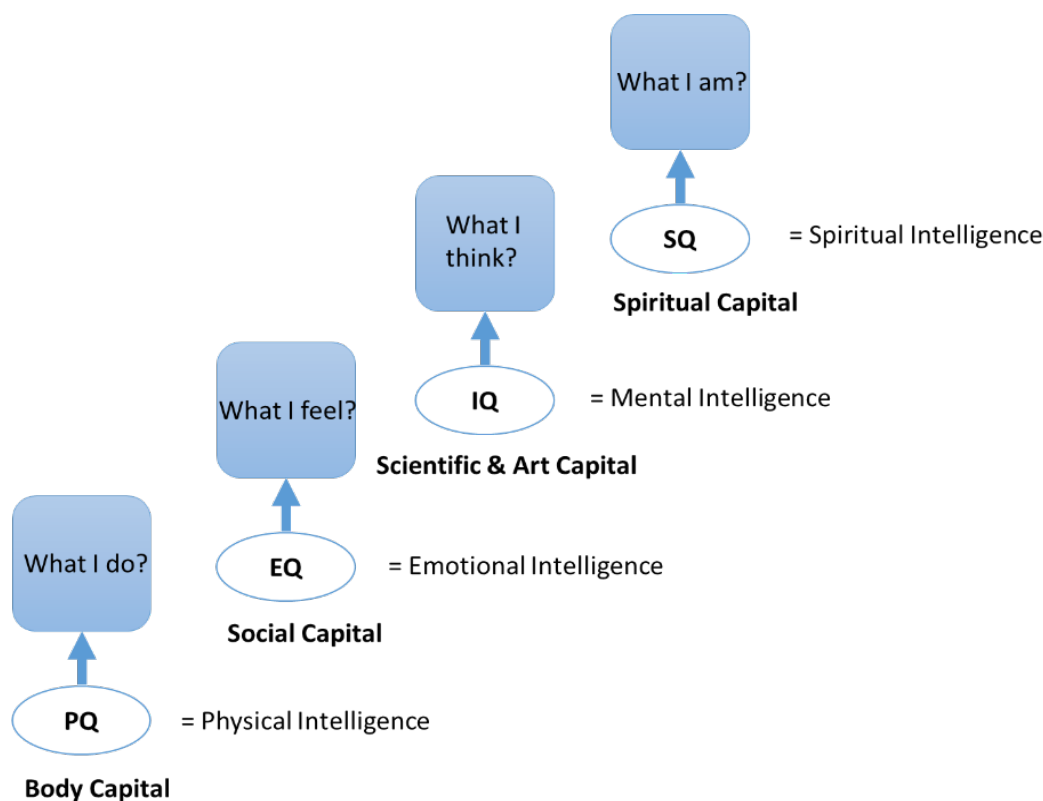 What I am?
SQ
= Spiritual Intelligence
Spiritual Capital
What I
think?
IQ
= Mental Intelligence
Scientific & Art Capital
What I feel?
EQ
= Emotional Intelligence
Social Capital
What I do?
PQ
= Physical Intelligence
Body Capital